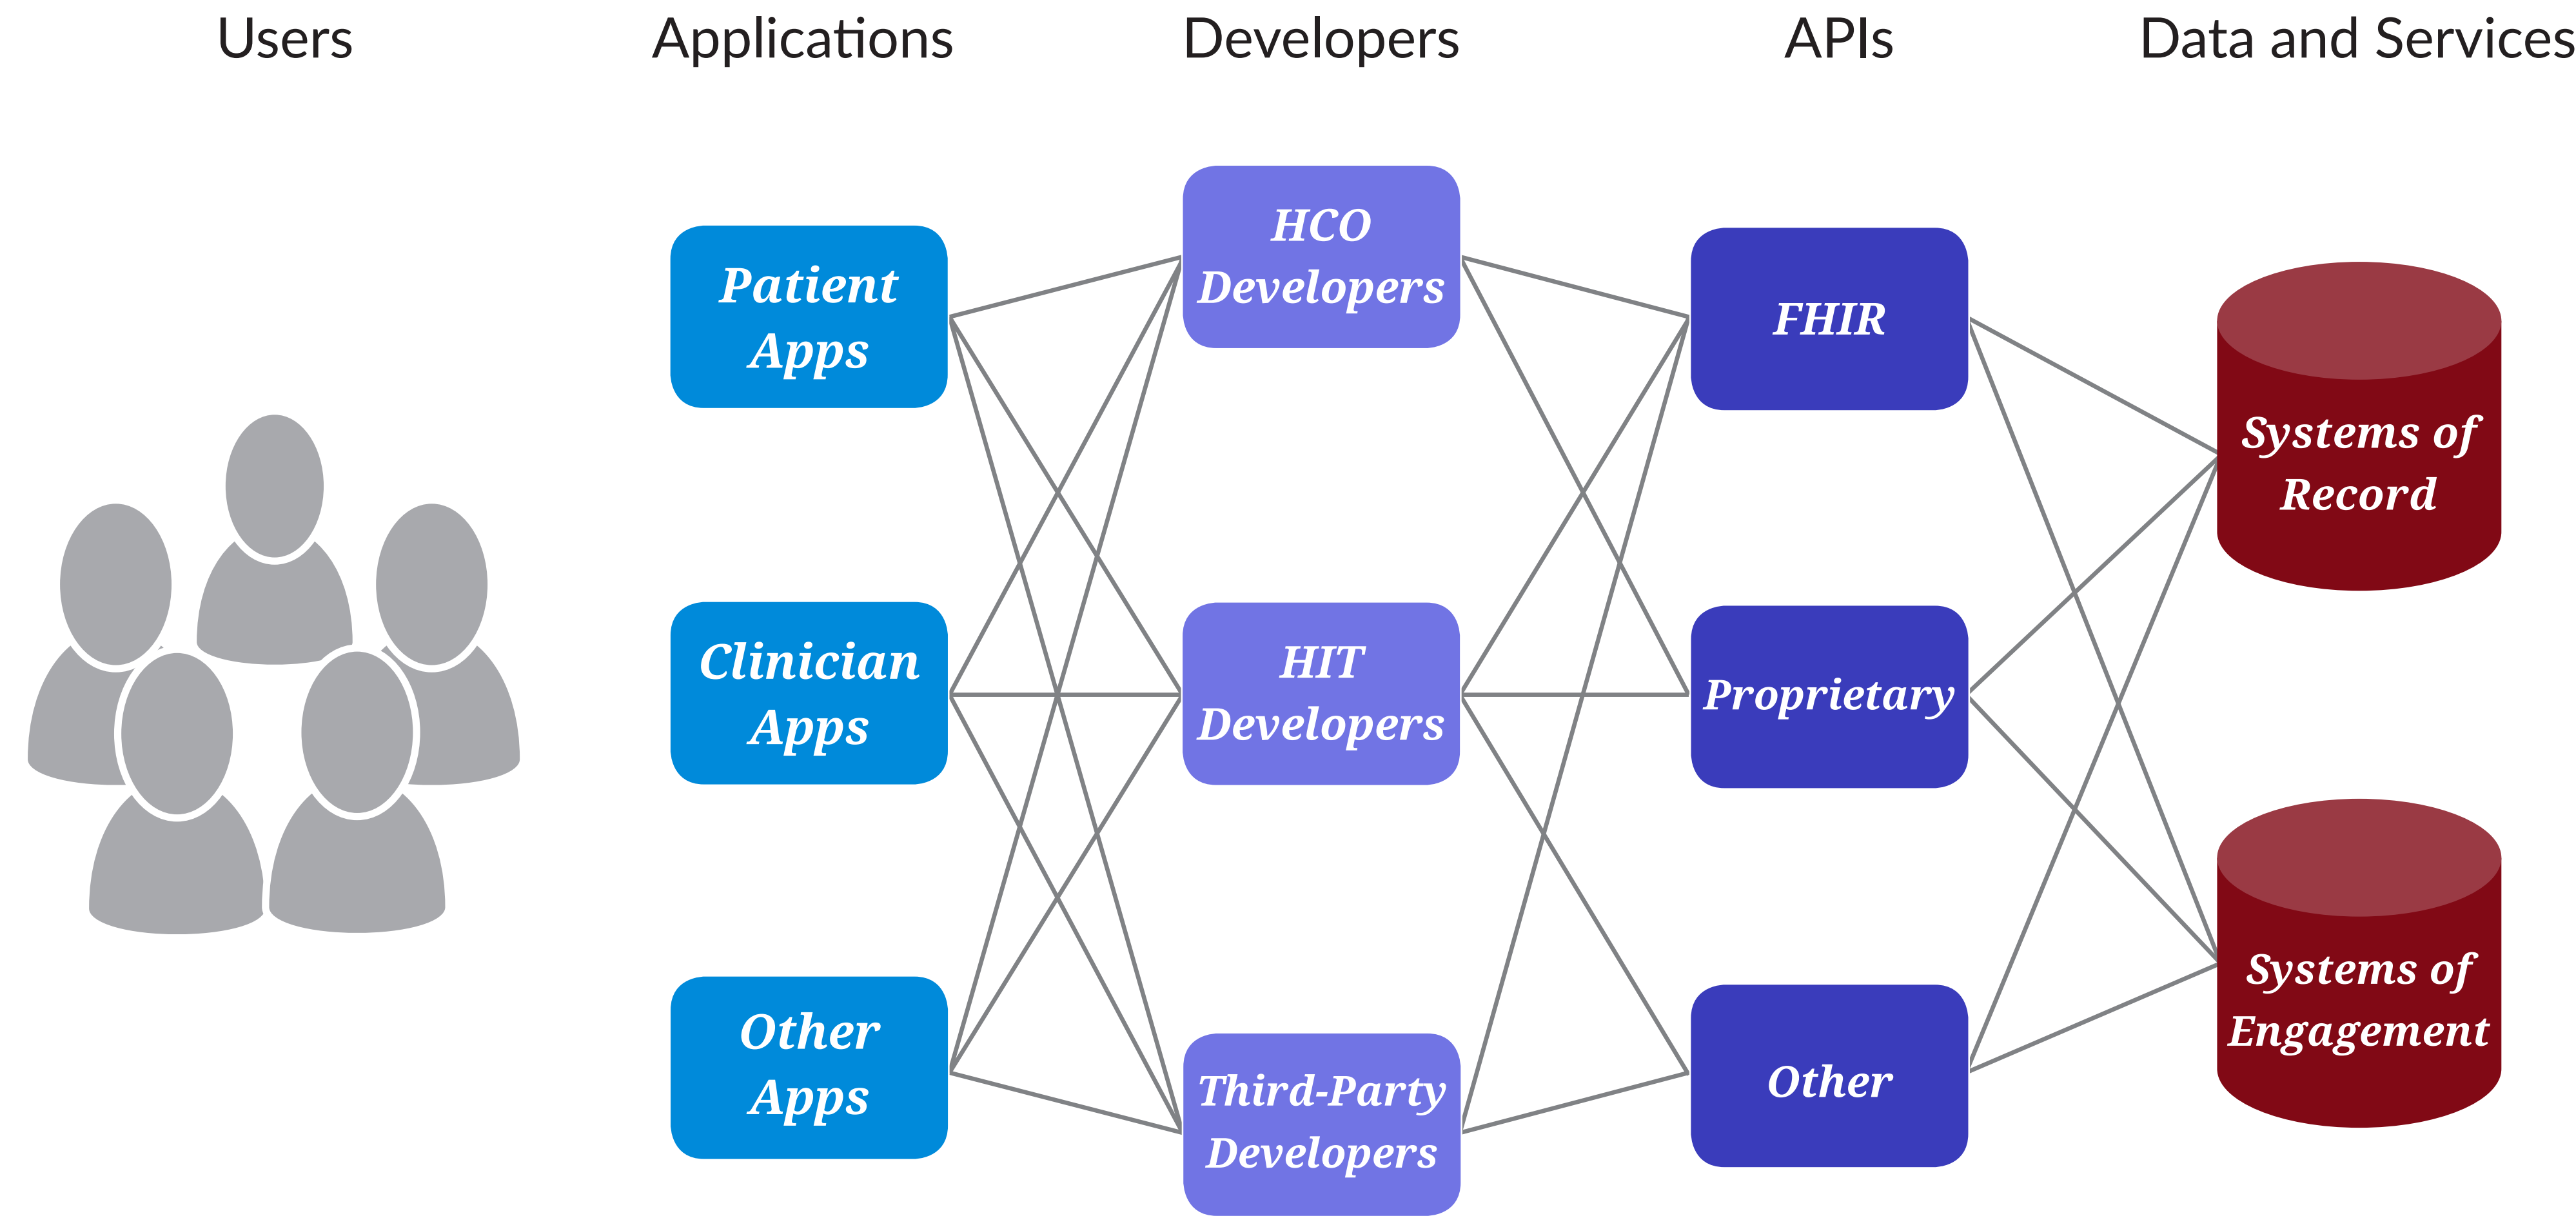 Users
Applications
Developers
APIs
Data and Services
Patient
Apps
Clinician
Apps
Other
Apps
HCO
Developers
HIT
Developers
Third-Party
Developers
FHIR
Proprietary
Other
Systems of
Record
Systems of
Engagement